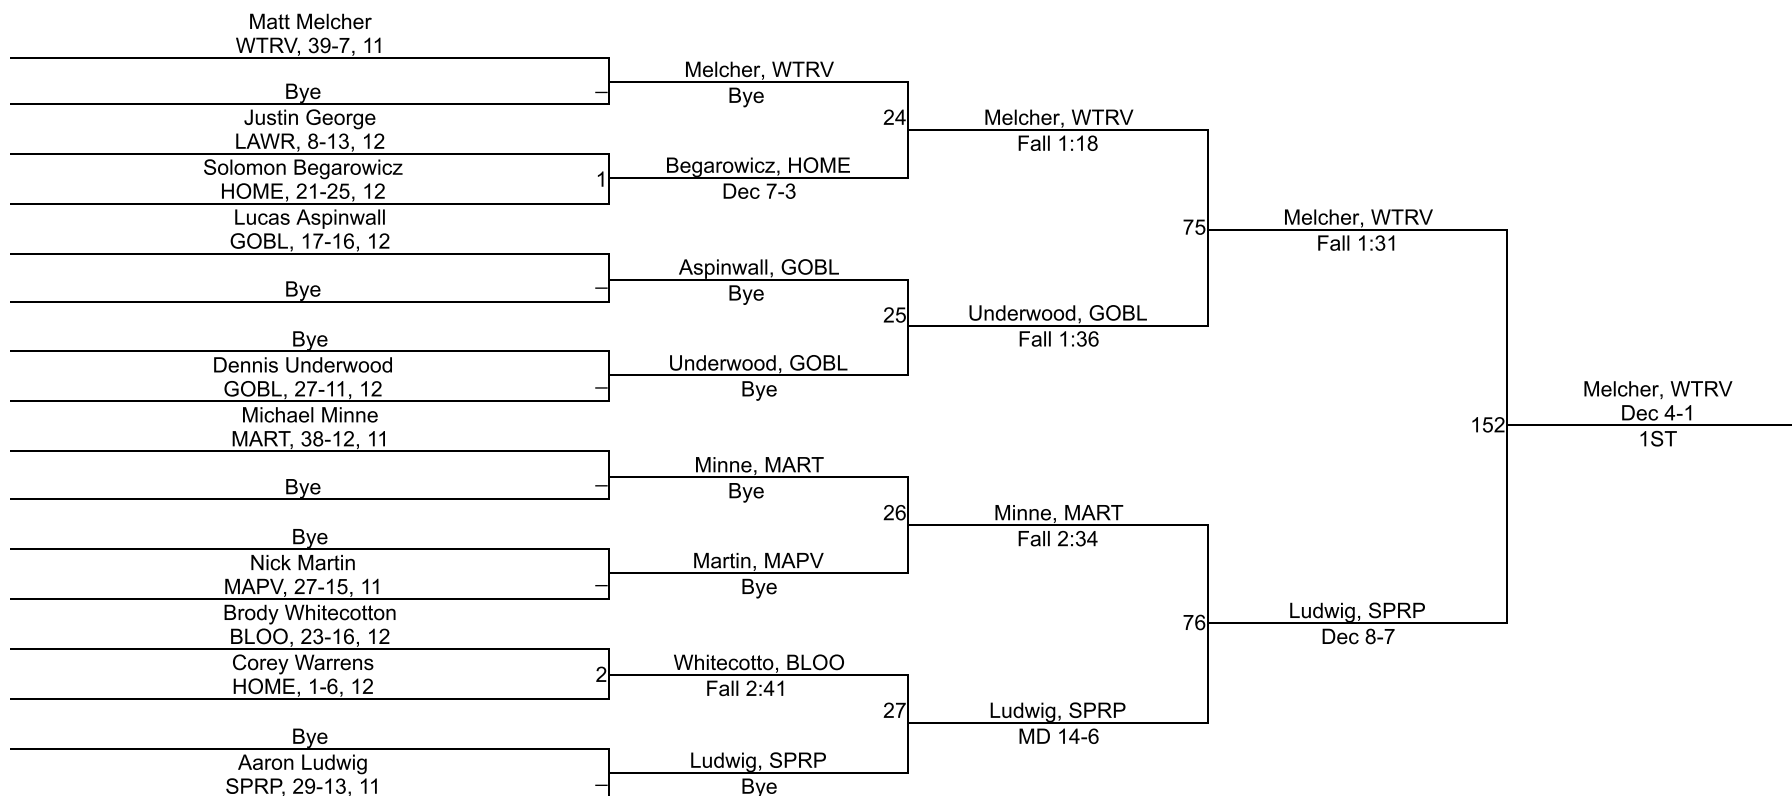 Matt Melcher
WTRV, 39-7, 11
Bye
–
Justin George
LAWR, 8-13, 12
Solomon Begarowicz
HOME, 21-25, 12
1
Lucas Aspinwall
GOBL, 17-16, 12
Bye
–
Bye
Dennis Underwood
GOBL, 27-11, 12
–
Michael Minne
MART, 38-12, 11
Bye
–
Bye
Nick Martin
MAPV, 27-15, 11
–
Brody Whitecotton
BLOO, 23-16, 12
Corey Warrens
HOME, 1-6, 12
2
Bye
Aaron Ludwig
SPRP, 29-13, 11
–
Melcher, WTRV
Bye
24
Begarowicz, HOME
Dec 7-3
Aspinwall, GOBL
Bye
25
Underwood, GOBL
Bye
Minne, MART
Bye
26
Martin, MAPV
Bye
Whitecotto, BLOO
Fall 2:41
27
Ludwig, SPRP
Bye
Melcher, WTRV
Fall 1:18
75
Underwood, GOBL
Fall 1:36
Minne, MART
Fall 2:34
76
Ludwig, SPRP
MD 14-6
Melcher, WTRV
Fall 1:31
152
Ludwig, SPRP
Dec 8-7
Melcher, WTRV
Dec 4-1
1ST